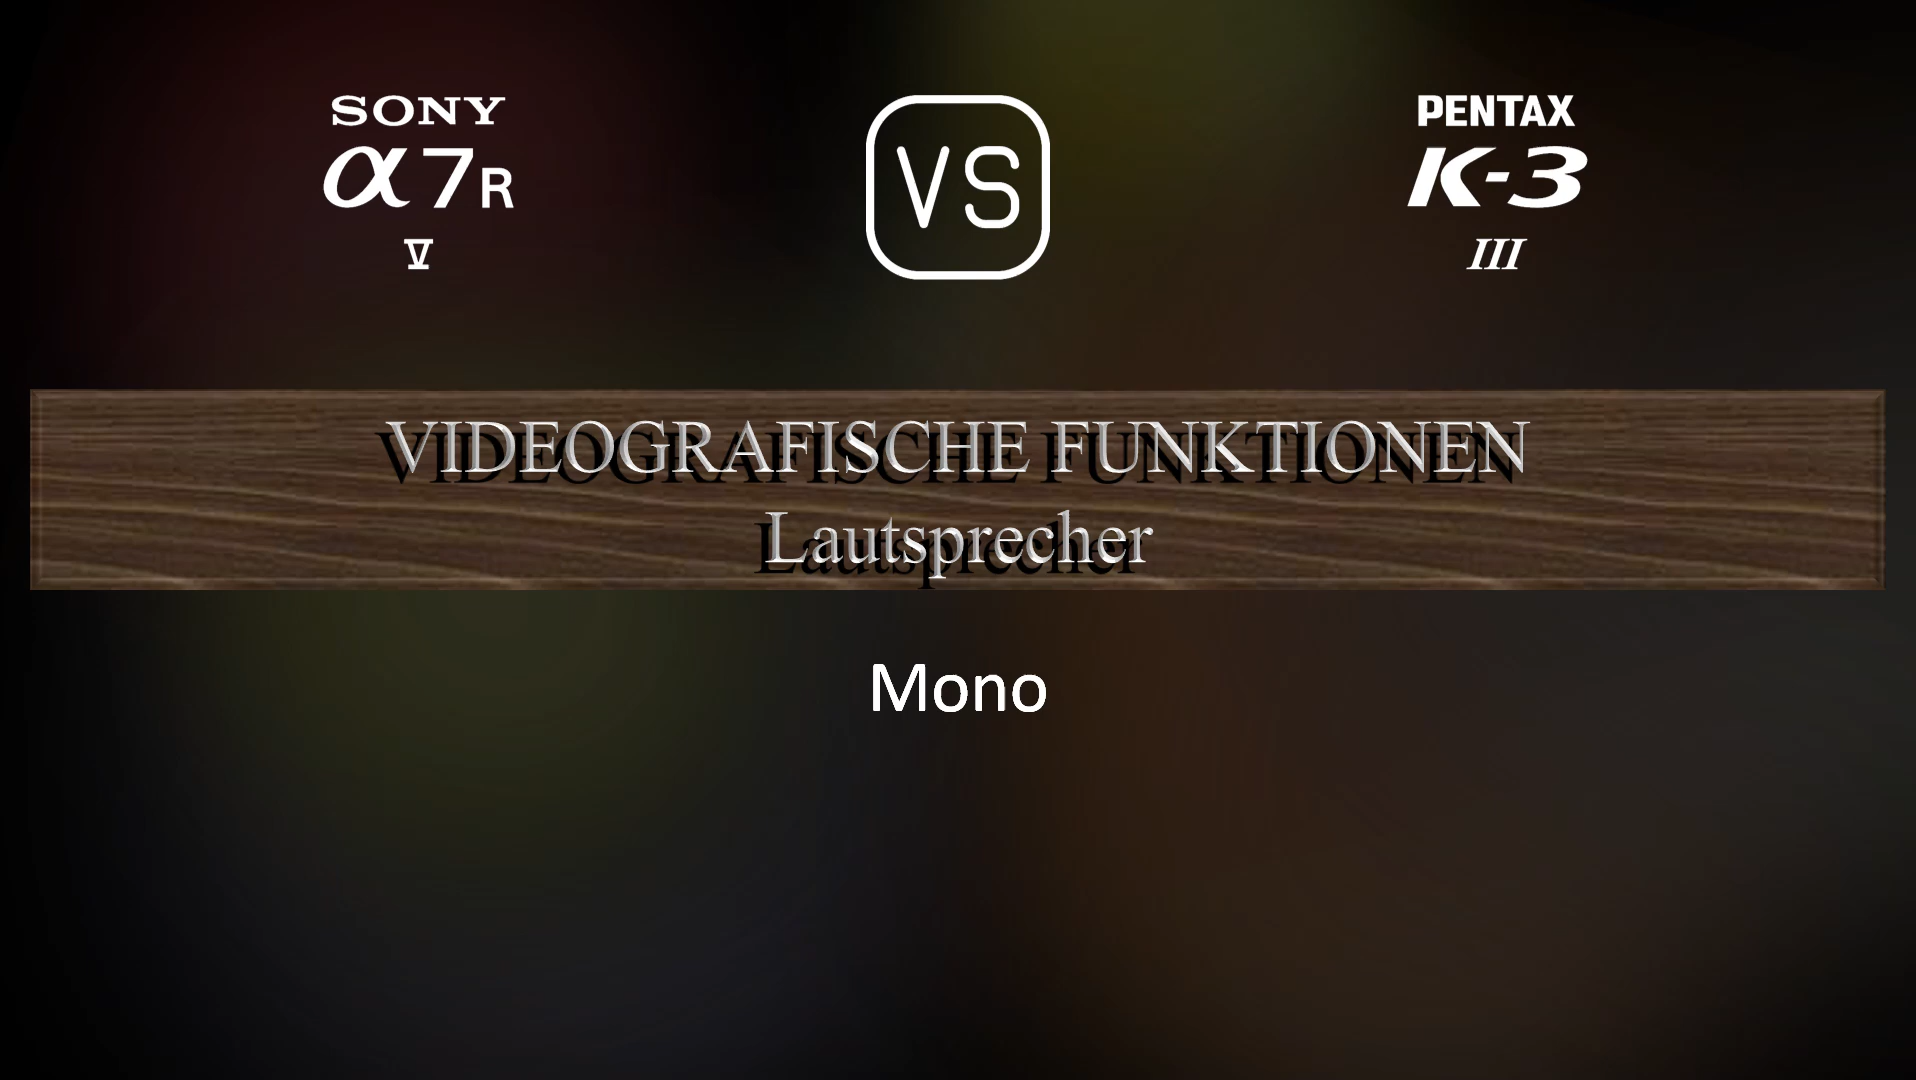 SONY
α7R
V
VS
PENTAX
K-3
III
VIDEOGRAFISCHE FUNKTIONEN
Lautsprecher
Mono